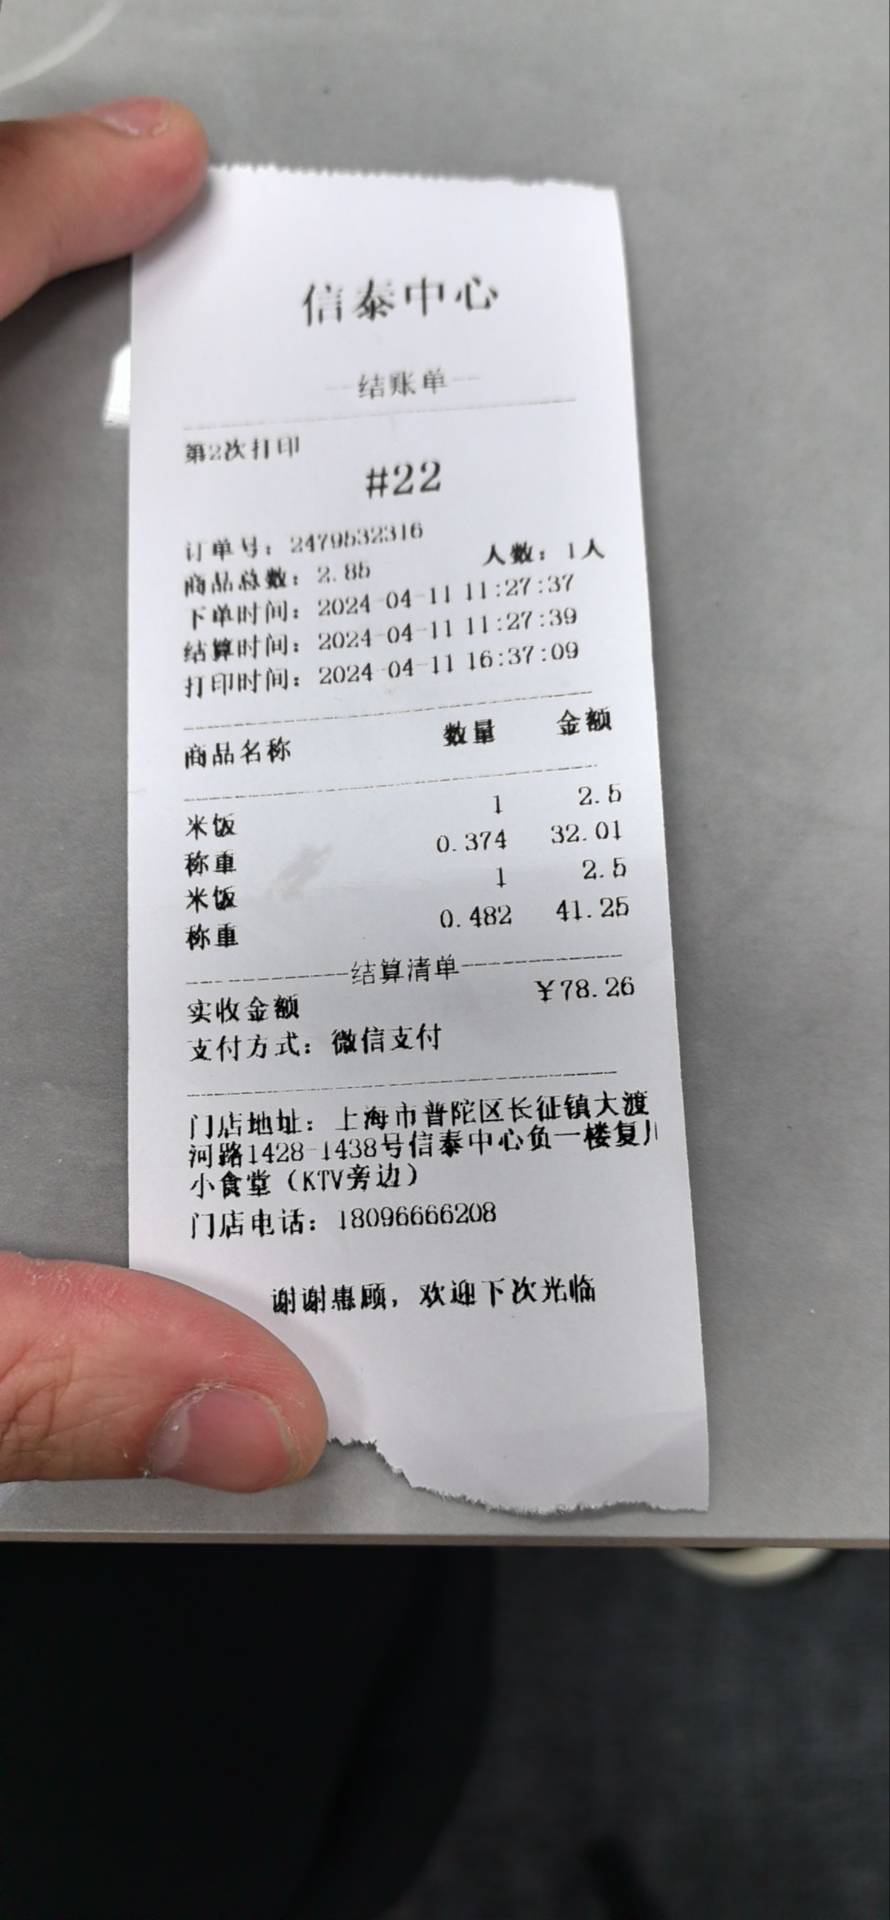 信泰中心
--结账单--
第2次打印
#22
订单号：2479532316
商品总数：2.85 人数：1人
下单时间：2024-04-11 11:27:37
结算时间：2024-04-11 11:27:39
打印时间：2024-04-11 16:37:09
商品名称 数量 金额
米饭 1 2.5
称重 0.374 32.01
米饭 1 2.5
称重 0.482 41.25
结算清单
实收金额 ￥78.26
支付方式：微信支付
门店地址：上海市普陀区长征镇大渡
河路1428-1438号信泰中心负一楼复川
小食堂（KTV旁边）
门店电话：18096666208
谢谢惠顾，欢迎下次光临